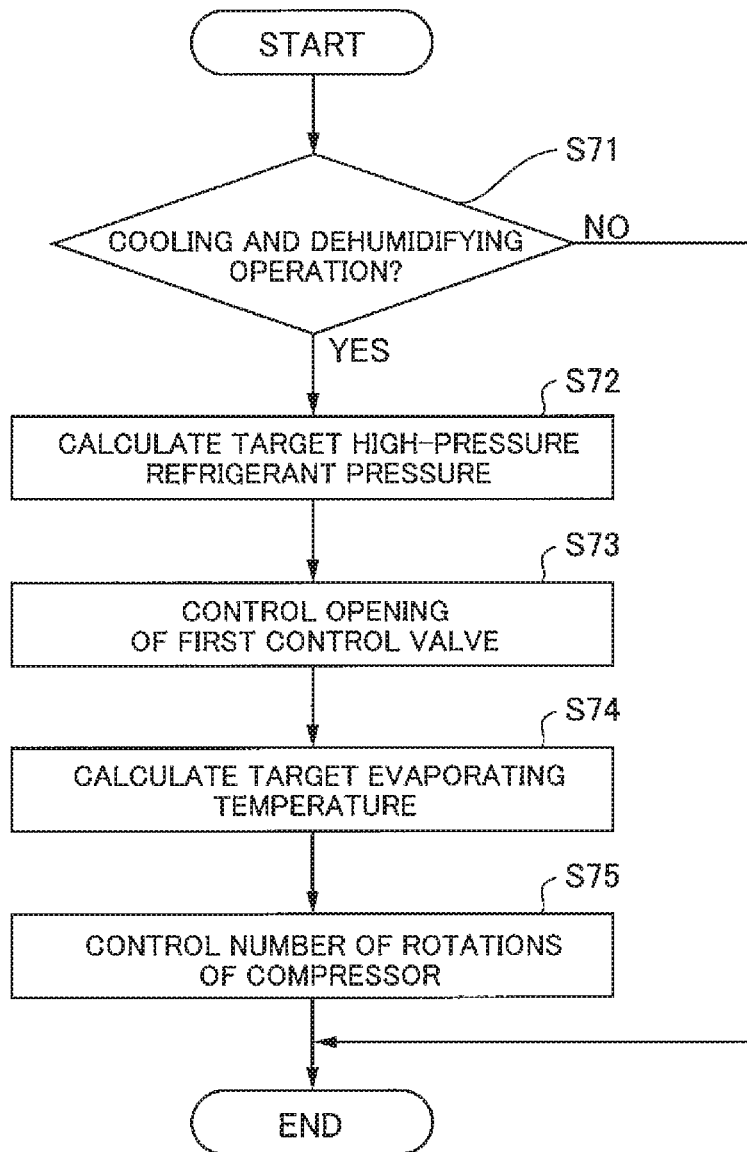 START
S71
COOLING AND DEHUMIDIFYING
OPERATION?
NO
YES
S72
CALCULATE TARGET HIGH-PRESSURE
REFRIGERANT PRESSURE
S73
CONTROL OPENING
OF FIRST CONTROL VALVE
S74
CALCULATE TARGET EVAPORATING
TEMPERATURE
S75
CONTROL NUMBER OF ROTATIONS
OF COMPRESSOR
END